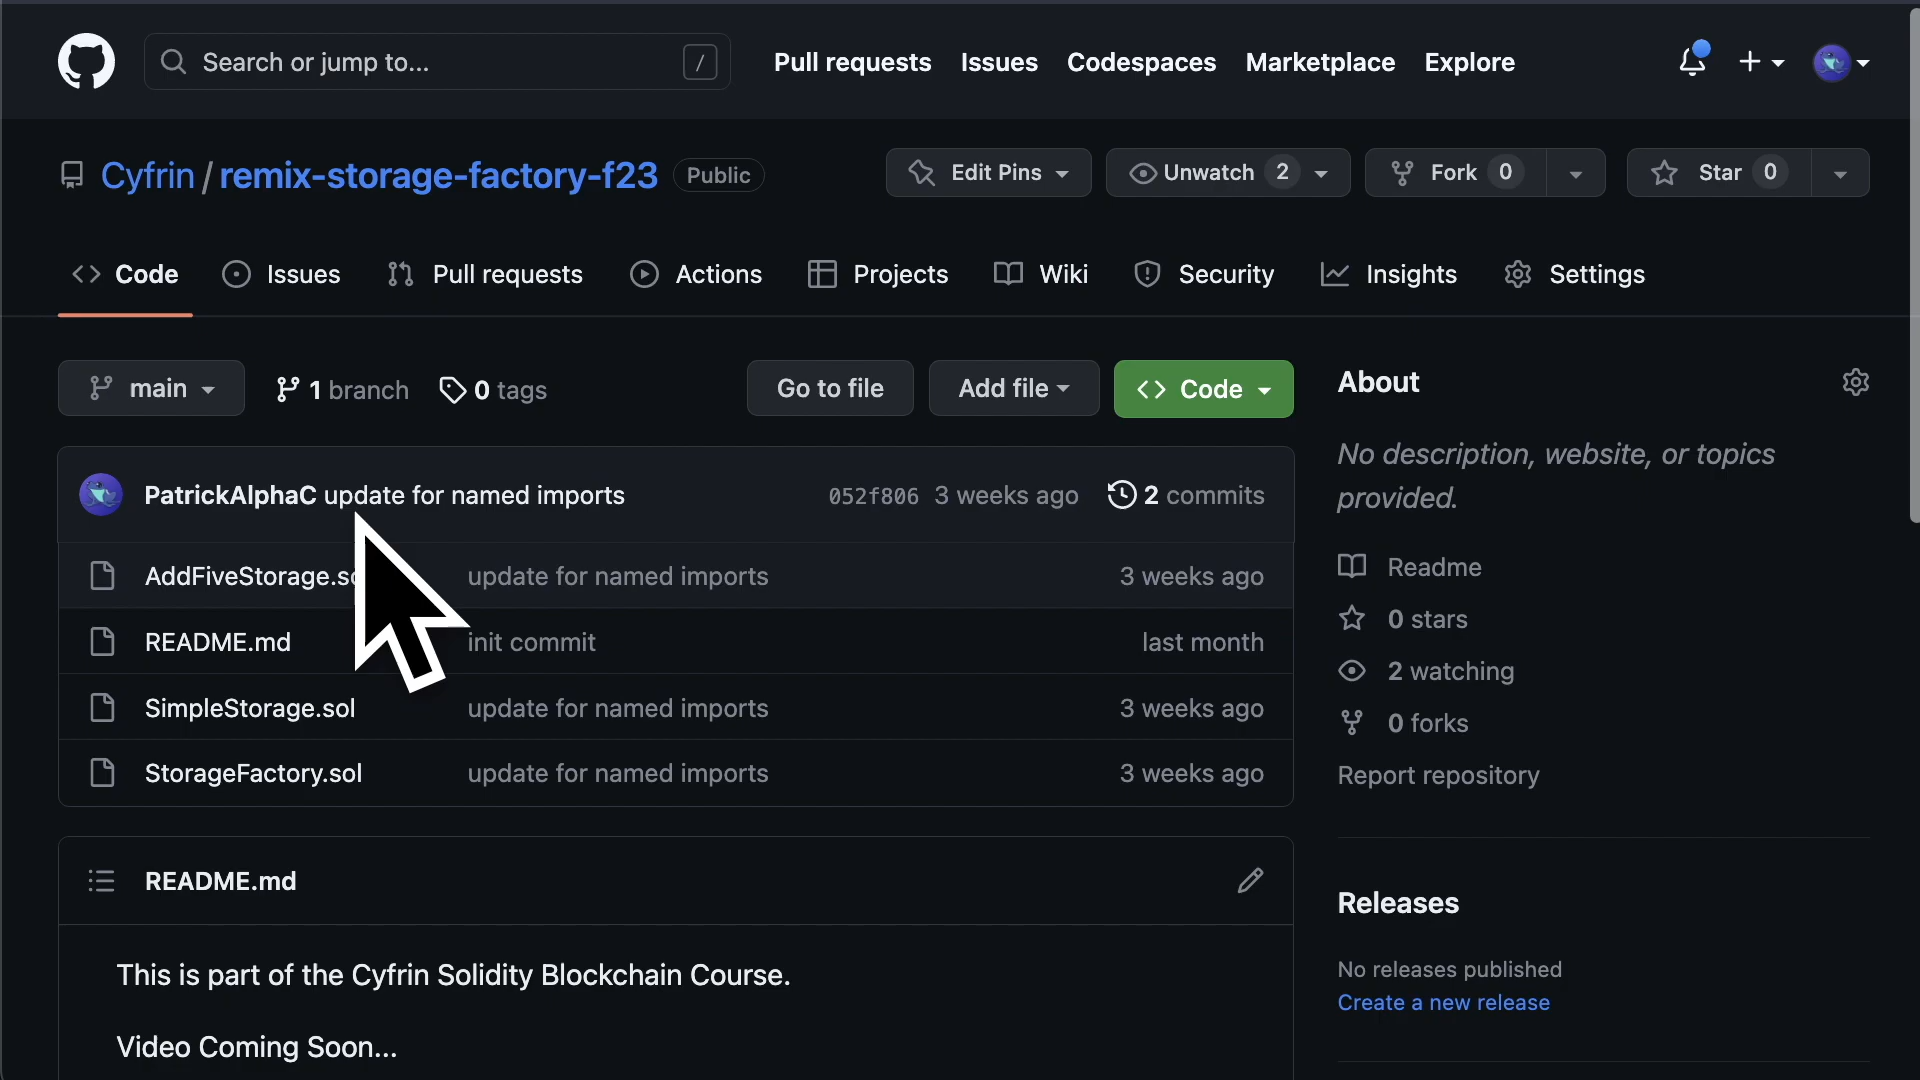 Search or jump to... / Pull requests Issues Codespaces Marketplace Explore
Cyfrin / remix-storage-factory-f23 Public Edit Pins Unwatch 2 Fork 0 Star 0
Code Issues Pull requests Actions Projects Wiki Security Insights Settings
main 1 branch 0 tags Go to file Add file Code
PatrickAlphaC update for named imports 052f806 3 weeks ago 2 commits
AddFiveStorage.so update for named imports 3 weeks ago
README.md init commit last month
SimpleStorage.sol update for named imports 3 weeks ago
StorageFactory.sol update for named imports 3 weeks ago
README.md
This is part of the Cyfrin Solidity Blockchain Course.
Video Coming Soon...
About
No description, website, or topics
provided.
Readme
0 stars
2 watching
0 forks
Report repository
Releases
No releases published
Create a new release